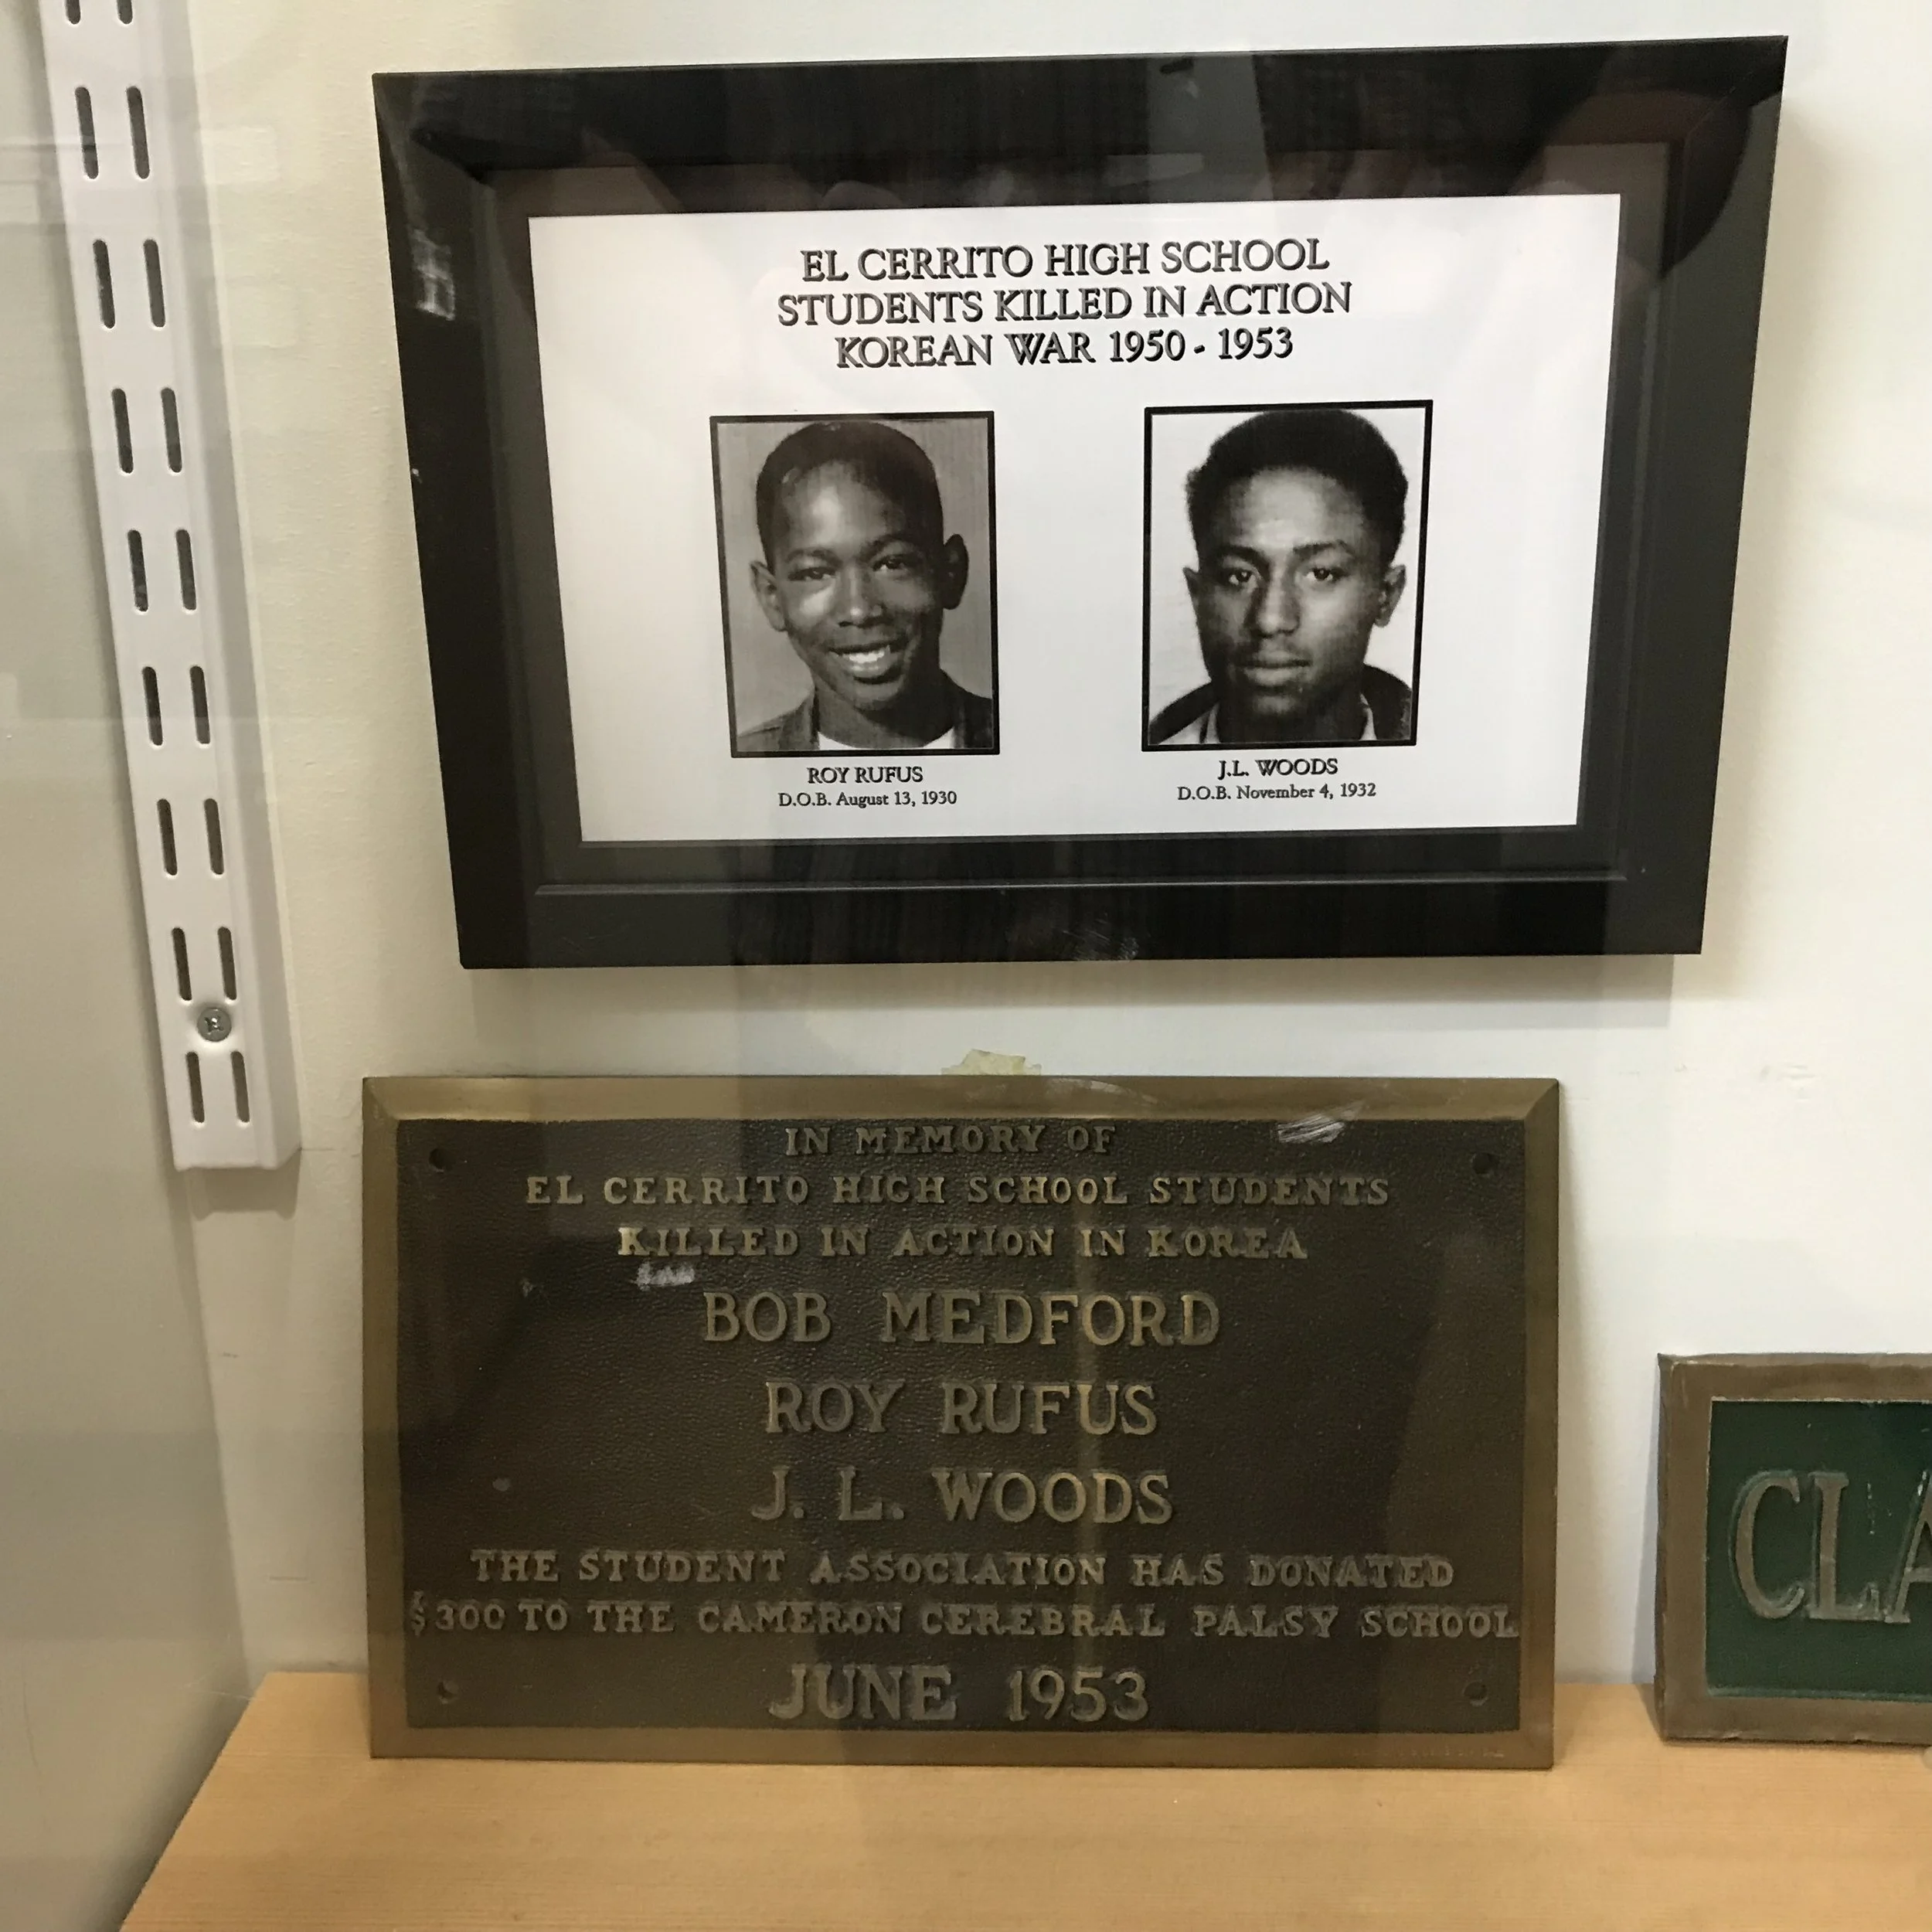 EL CERRITO HIGH SCHOOL
STUDENTS KILLED IN ACTION
KOREAN WAR 1950 - 1953
ROY RUFUS
D.O.B. August 13, 1930
J.L. WOODS
D.O.B. November 4, 1932
IN MEMORY OF
EL CERRITO HIGH SCHOOL STUDENTS
KILLED IN ACTION IN KOREA
BOB MEDFORD
ROY RUFUS
J. L. WOODS
THE STUDENT ASSOCIATION HAS DONATED
$300 TO THE CAMERON CEREBRAL PALSY SCHOOL
JUNE 1953